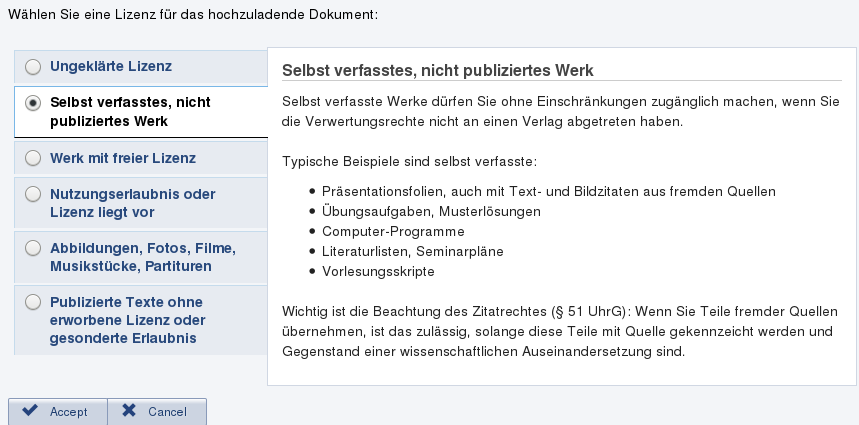 Wählen Sie eine Lizenz für das hochzuladende Dokument:
Ungeklärte Lizenz
Selbst verfasstes, nicht
publiziertes Werk
Werk mit freier Lizenz
Nutzungserlaubnis oder
Lizenz liegt vor
Abbildungen, Fotos, Filme,
Musikstücke, Partituren
Publizierte Texte ohne
erworbene Lizenz oder
gesonderte Erlaubnis
Selbst verfasstes, nicht publiziertes Werk
Selbst verfasste Werke dürfen Sie ohne Einschränkungen zugänglich machen, wenn Sie
die Verwertungsrechte nicht an einen Verlag abgetreten haben.
Typische Beispiele sind selbst verfasste:
• Präsentationsfolien, auch mit Text- und Bildzitaten aus fremden Quellen
• Übungsaufgaben, Musterlösungen
• Computer-Programme
• Literaturlisten, Seminarpläne
• Vorlesungsskripte
Wichtig ist die Beachtung des Zitatrechtes (§ 51 UhrG): Wenn Sie Teile fremder Quellen
übernehmen, ist das zulässig, solange diese Teile mit Quelle gekennzeicht werden und
Gegenstand einer wissenschaftlichen Auseinandersetzung sind.
Accept
Cancel